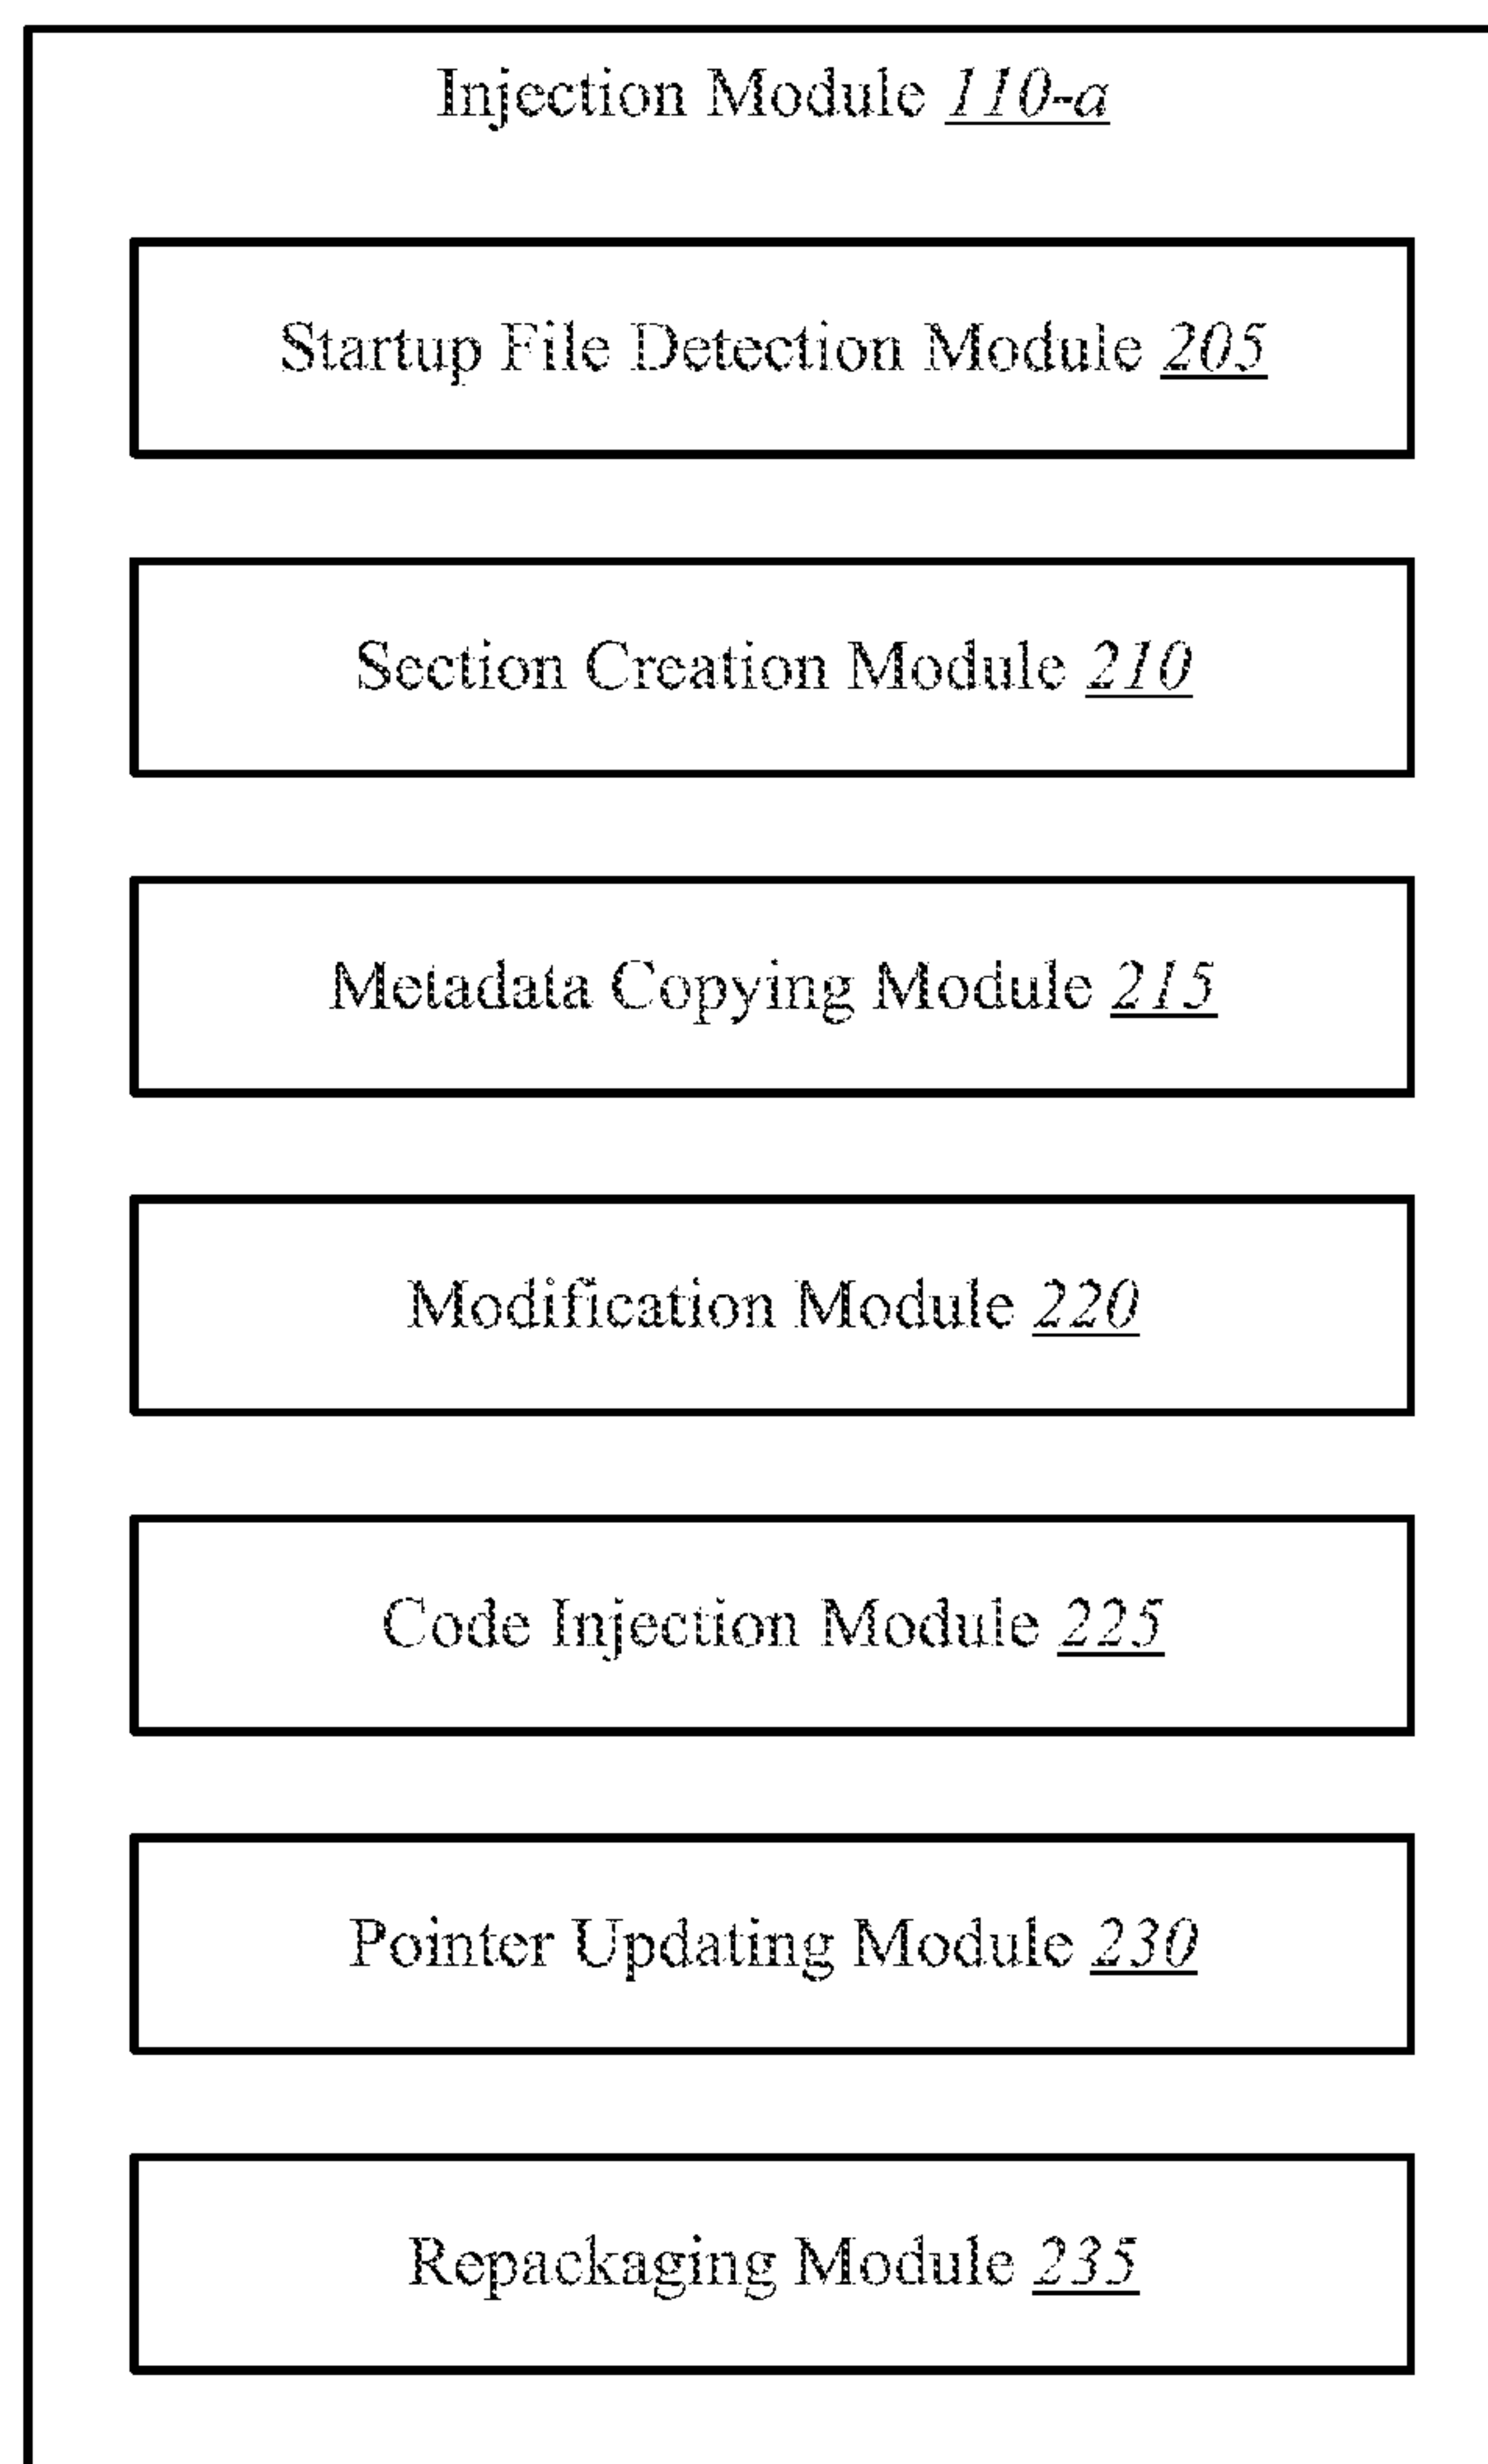 Injection Module 110-a
Startup File Detection Module 205
Section Creation Module 210
Metadata Copying Module 215
Modification Module 220
Code Injection Module 225
Pointer Updating Module 230
Repackaging Module 235